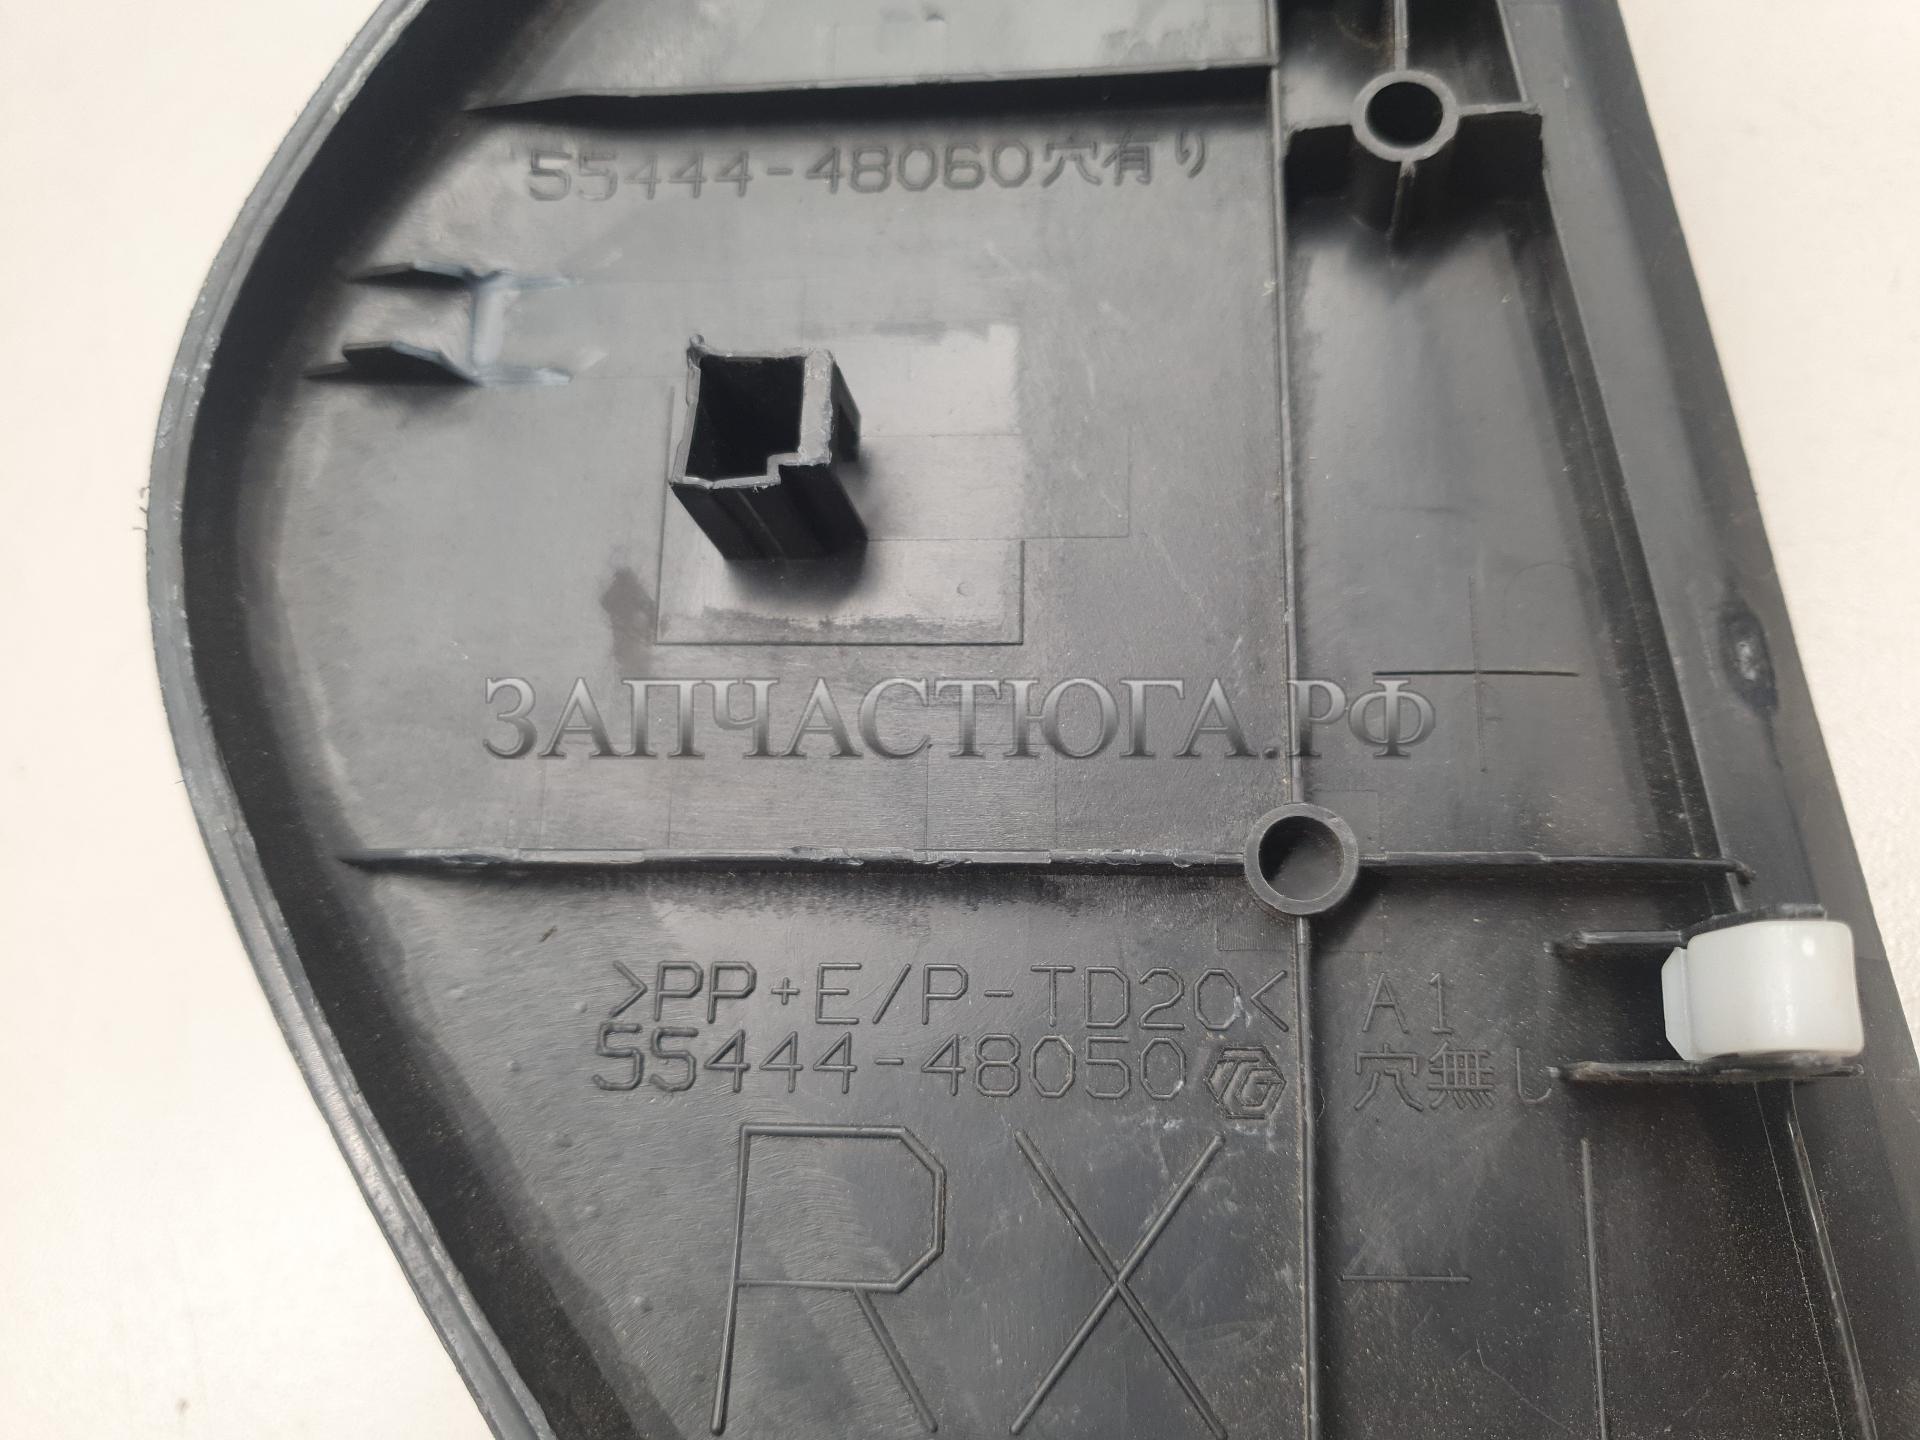 55444-48060穴有り
ЗАПЧАСТЮГА.РФ
>PP+E/P-TD20< A1
55444-48050 TG 穴無し
RX